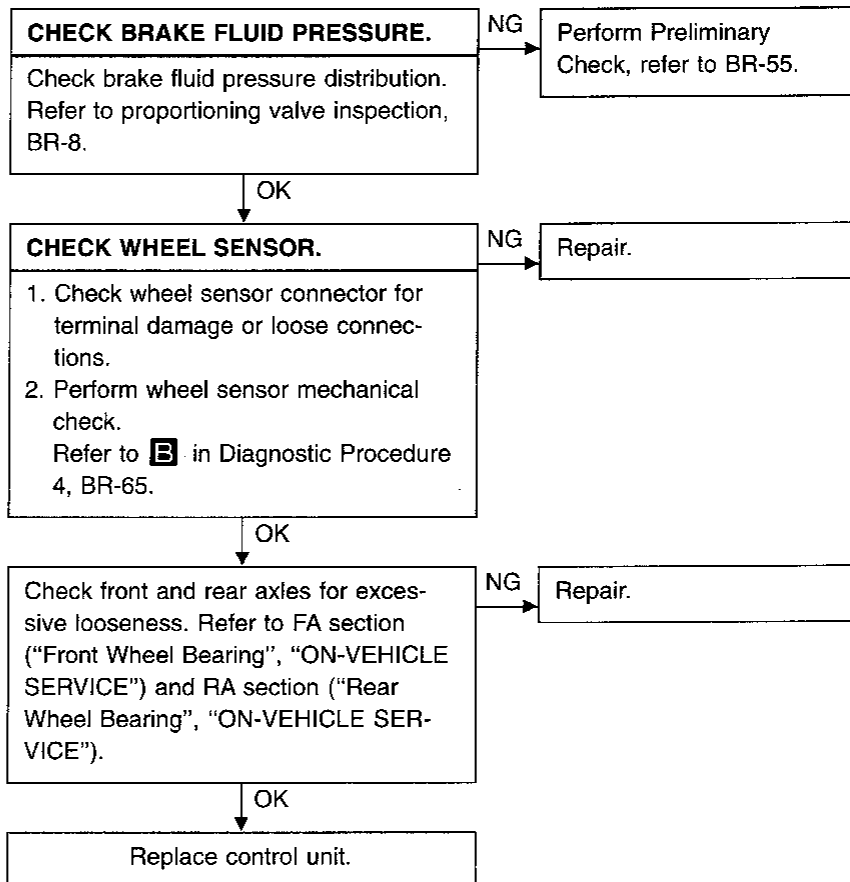 CHECK BRAKE FLUID PRESSURE.
Check brake fluid pressure distribution.
Refer to proportioning valve inspection,
BR-8.
NG
Perform Preliminary
Check, refer to BR-55.
OK
CHECK WHEEL SENSOR.
1. Check wheel sensor connector for
terminal damage or loose connec-
tions.
2. Perform wheel sensor mechanical
check.
Refer to B in Diagnostic Procedure
4, BR-65.
NG
Repair.
OK
Check front and rear axles for exces-
sive looseness. Refer to FA section
(“Front Wheel Bearing”, “ON-VEHICLE
SERVICE”) and RA section (“Rear
Wheel Bearing”, “ON-VEHICLE SER-
VICE”).
NG
Repair.
OK
Replace control unit.